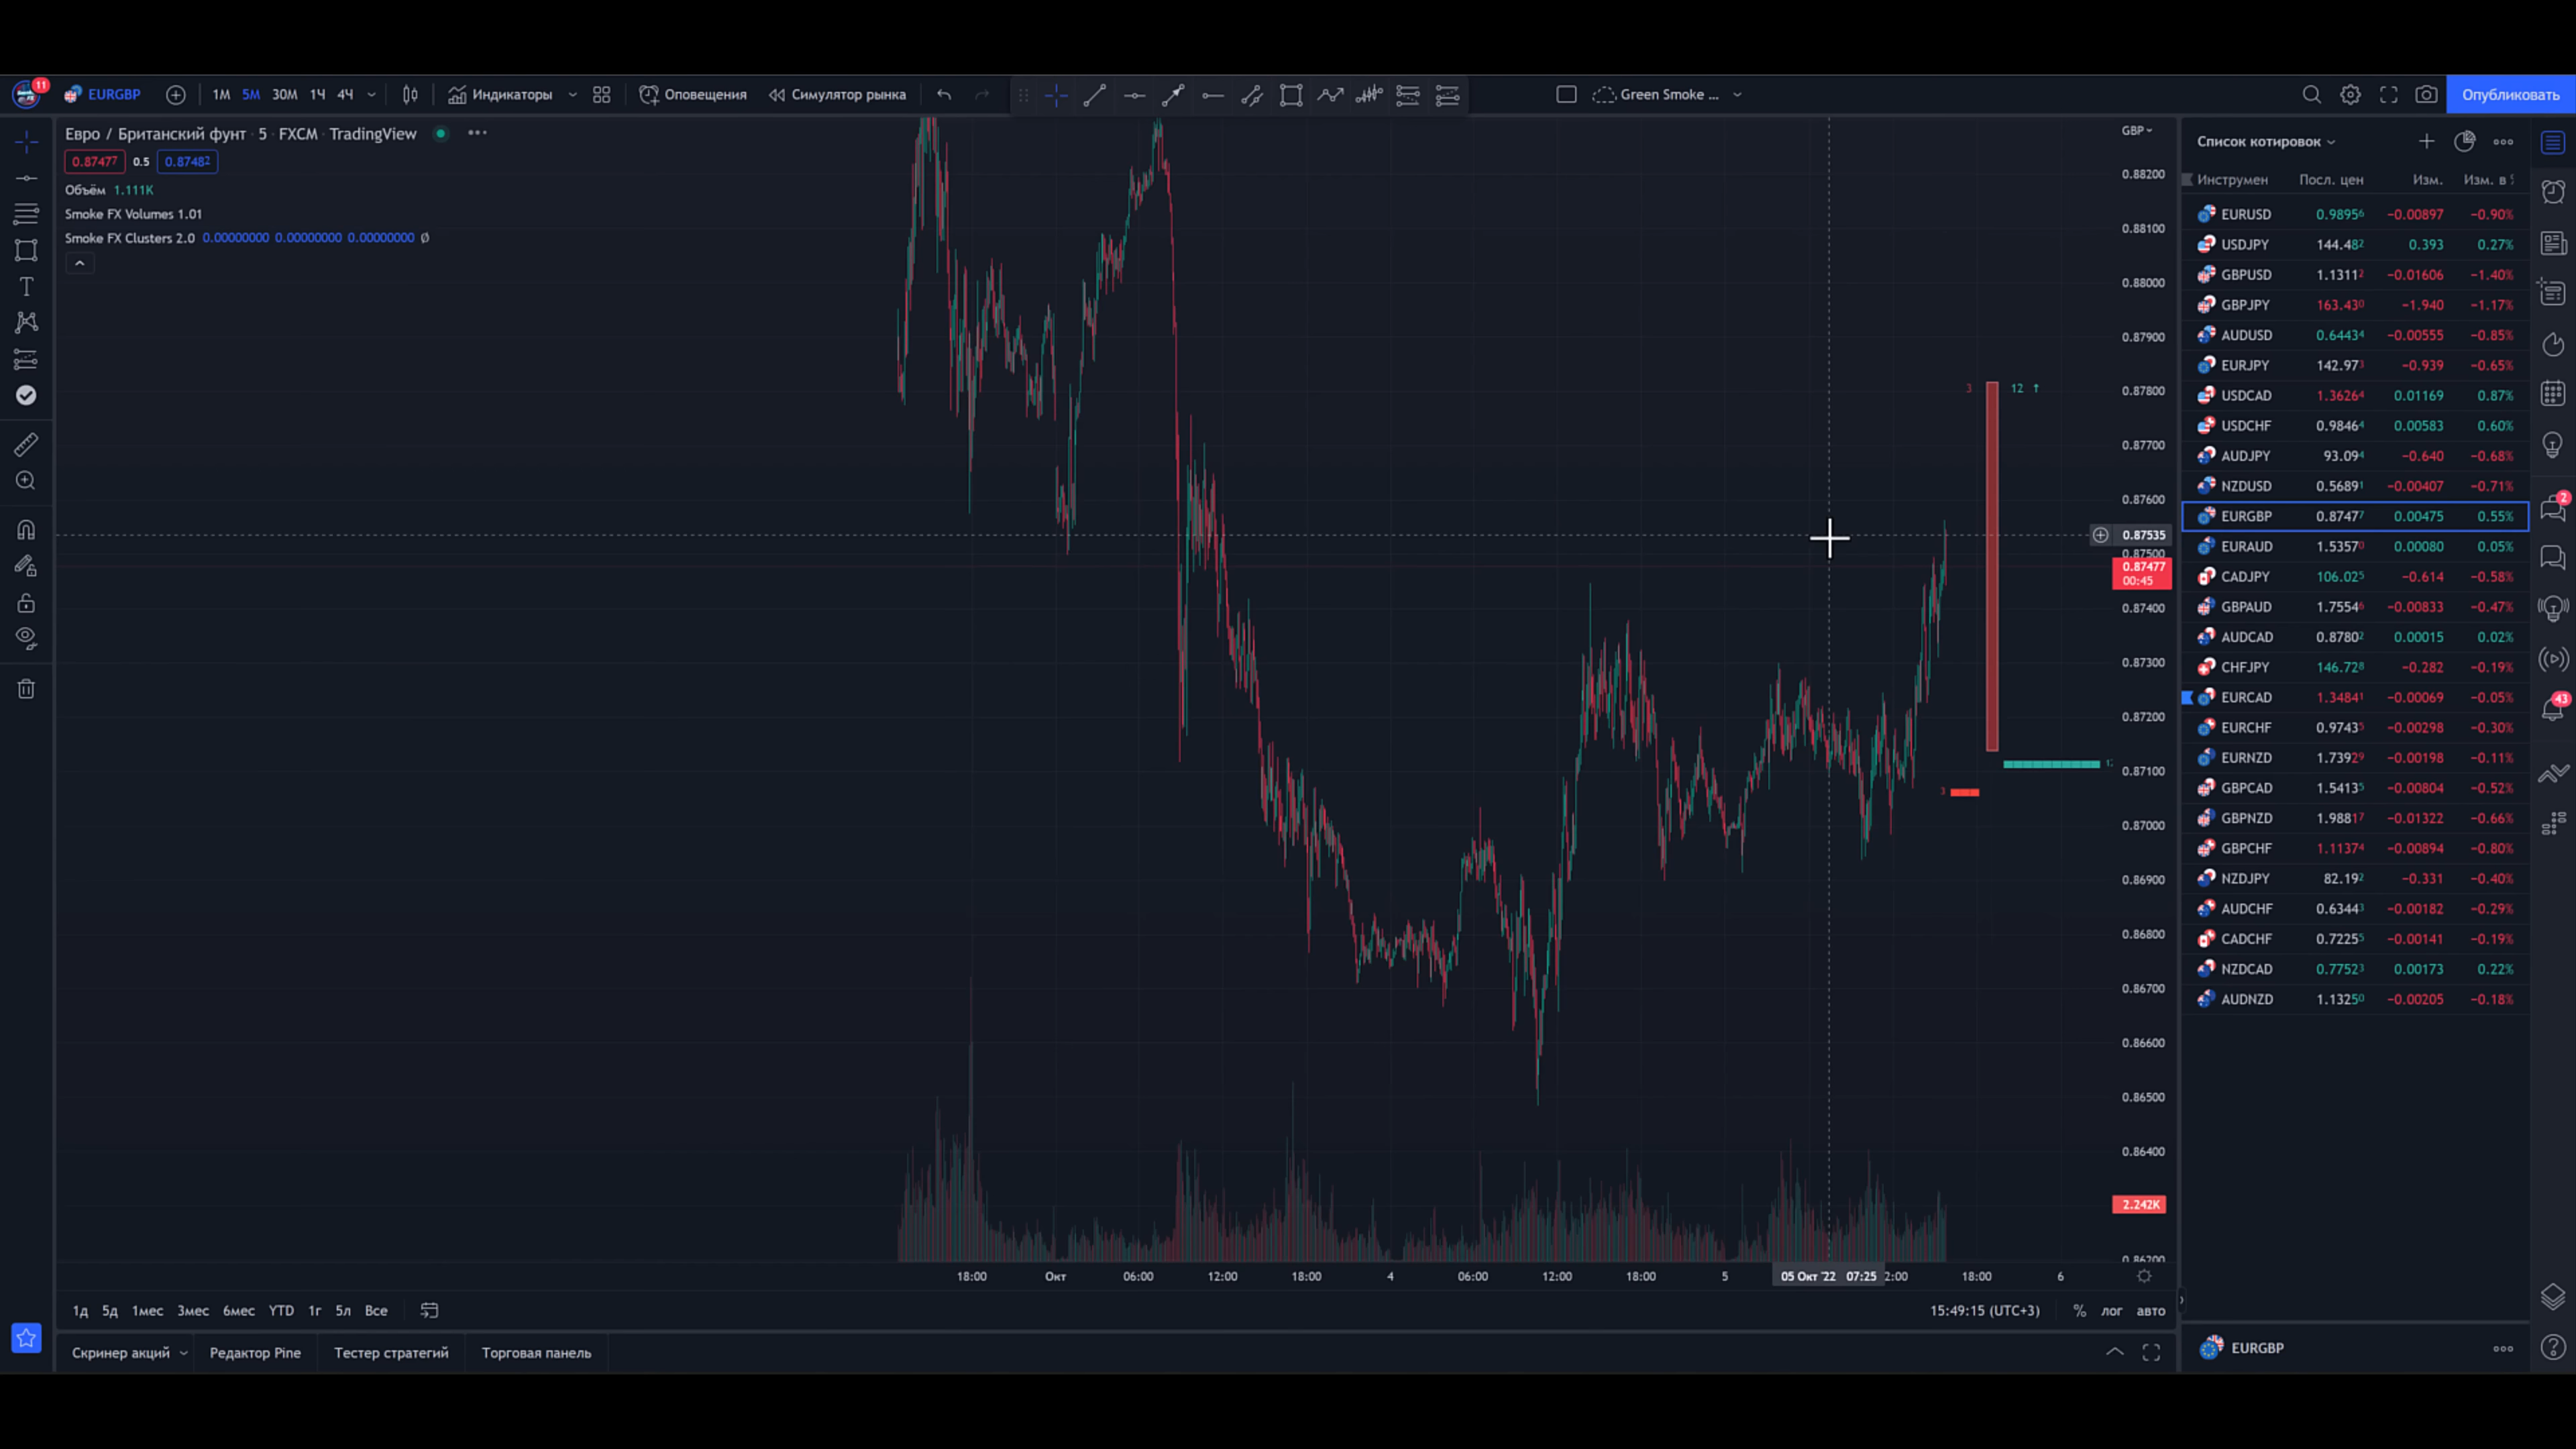 11 EURGBP 1М 5М 30М 1Ч 4Ч Индикаторы Оповещения Симулятор рынка Green Smoke ... Опубликовать
Евро / Британский фунт · 5 · FXCM · TradingView
0.87477 0.5 0.87482
Объём 1.111K
Smoke FX Volumes 1.01
Smoke FX Clusters 2.0 0.00000000 0.00000000 0.00000000 Ø
GBP
0.88200
0.88100
0.88000
0.87900
0.87800
0.87700
0.87600
0.87535
0.87500
0.87477
00:45
0.87400
0.87300
0.87200
0.87100
0.87000
0.86900
0.86800
0.86700
0.86600
0.86500
0.86400
2.242K
0.86200
3 12 ↑
3
18:00 Окт 06:00 12:00 18:00 4 06:00 12:00 18:00 5 05 Окт '22 07:25 2:00 18:00 6
1д 5д 1мес 3мес 6мес YTD 1г 5л Все 15:49:15 (UTC+3) % лог авто
Скринер акций Редактор Pine Тестер стратегий Торговая панель
Список котировок
Инструмен Посл. цен Изм. Изм. в
EURUSD 0.98956 −0.00897 −0.90%
USDJPY 144.482 0.393 0.27%
GBPUSD 1.13112 −0.01606 −1.40%
GBPJPY 163.430 −1.940 −1.17%
AUDUSD 0.64434 −0.00555 −0.85%
EURJPY 142.973 −0.939 −0.65%
USDCAD 1.36264 0.01169 0.87%
USDCHF 0.98464 0.00583 0.60%
AUDJPY 93.094 −0.640 −0.68%
NZDUSD 0.56891 −0.00407 −0.71%
EURGBP 0.87477 0.00475 0.55%
EURAUD 1.53570 0.00080 0.05%
CADJPY 106.025 −0.614 −0.58%
GBPAUD 1.75546 −0.00833 −0.47%
AUDCAD 0.87802 0.00015 0.02%
CHFJPY 146.728 −0.282 −0.19%
EURCAD 1.34841 −0.00069 −0.05%
EURCHF 0.97435 −0.00298 −0.30%
EURNZD 1.73929 −0.00198 −0.11%
GBPCAD 1.54135 −0.00804 −0.52%
GBPNZD 1.98817 −0.01322 −0.66%
GBPCHF 1.11374 −0.00894 −0.80%
NZDJPY 82.192 −0.331 −0.40%
AUDCHF 0.63443 −0.00182 −0.29%
CADCHF 0.72255 −0.00141 −0.19%
NZDCAD 0.77523 0.00173 0.22%
AUDNZD 1.13250 −0.00205 −0.18%
EURGBP
2
43